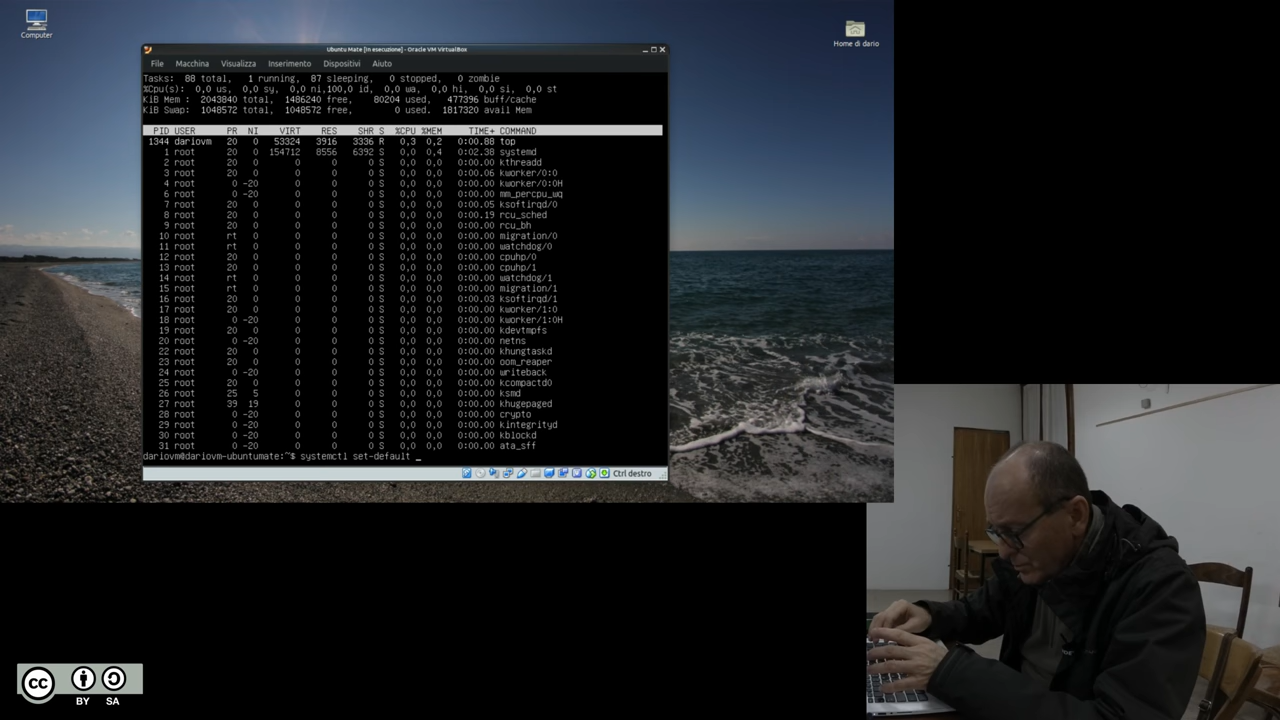 Computer
Home di dario
Ubuntu Mate [In esecuzione] - Oracle VM VirtualBox
File Macchina Visualizza Inserimento Dispositivi Aiuto
Tasks: 88 total, 1 running, 87 sleeping, 0 stopped, 0 zombie
%Cpu(s): 0,0 us, 0,0 sy, 0,0 ni,100,0 id, 0,0 wa, 0,0 hi, 0,0 si, 0,0 st
KiB Mem : 2043840 total, 1486240 free, 80204 used, 477396 buff/cache
KiB Swap: 1048572 total, 1048572 free, 0 used. 1817320 avail Mem
PID USER PR NI VIRT RES SHR S %CPU %MEM TIME+ COMMAND
1344 dariovm 20 0 53324 3916 3336 R 0,3 0,2 0:00.88 top
1 root 20 0 154712 8556 6392 S 0,0 0,4 0:02.38 systemd
2 root 20 0 0 0 0 S 0,0 0,0 0:00.00 kthreadd
3 root 20 0 0 0 0 S 0,0 0,0 0:00.06 kworker/0:0
4 root 0 -20 0 0 0 S 0,0 0,0 0:00.00 kworker/0:0H
6 root 0 -20 0 0 0 S 0,0 0,0 0:00.00 mm_percpu_wq
7 root 20 0 0 0 0 S 0,0 0,0 0:00.05 ksoftirqd/0
8 root 20 0 0 0 0 S 0,0 0,0 0:00.19 rcu_sched
9 root 20 0 0 0 0 S 0,0 0,0 0:00.00 rcu_bh
10 root rt 0 0 0 0 S 0,0 0,0 0:00.00 migration/0
11 root rt 0 0 0 0 S 0,0 0,0 0:00.00 watchdog/0
12 root 20 0 0 0 0 S 0,0 0,0 0:00.00 cpuhp/0
13 root 20 0 0 0 0 S 0,0 0,0 0:00.00 cpuhp/1
14 root rt 0 0 0 0 S 0,0 0,0 0:00.00 watchdog/1
15 root rt 0 0 0 0 S 0,0 0,0 0:00.00 migration/1
16 root 20 0 0 0 0 S 0,0 0,0 0:00.03 ksoftirqd/1
17 root 20 0 0 0 0 S 0,0 0,0 0:00.00 kworker/1:0
18 root 0 -20 0 0 0 S 0,0 0,0 0:00.00 kworker/1:0H
19 root 20 0 0 0 0 S 0,0 0,0 0:00.00 kdevtmpfs
20 root 0 -20 0 0 0 S 0,0 0,0 0:00.00 netns
22 root 20 0 0 0 0 S 0,0 0,0 0:00.00 khungtaskd
23 root 20 0 0 0 0 S 0,0 0,0 0:00.00 oom_reaper
24 root 0 -20 0 0 0 S 0,0 0,0 0:00.00 writeback
25 root 20 0 0 0 0 S 0,0 0,0 0:00.00 kcompactd0
26 root 25 5 0 0 0 S 0,0 0,0 0:00.00 ksmd
27 root 39 19 0 0 0 S 0,0 0,0 0:00.00 khugepaged
28 root 0 -20 0 0 0 S 0,0 0,0 0:00.00 crypto
29 root 0 -20 0 0 0 S 0,0 0,0 0:00.00 kintegrityd
30 root 0 -20 0 0 0 S 0,0 0,0 0:00.00 kblockd
31 root 0 -20 0 0 0 S 0,0 0,0 0:00.00 ata_sff
dariovm@dariovm-ubuntumate:~$ systemctl set-default _
Ctrl destro
cc
BY SA